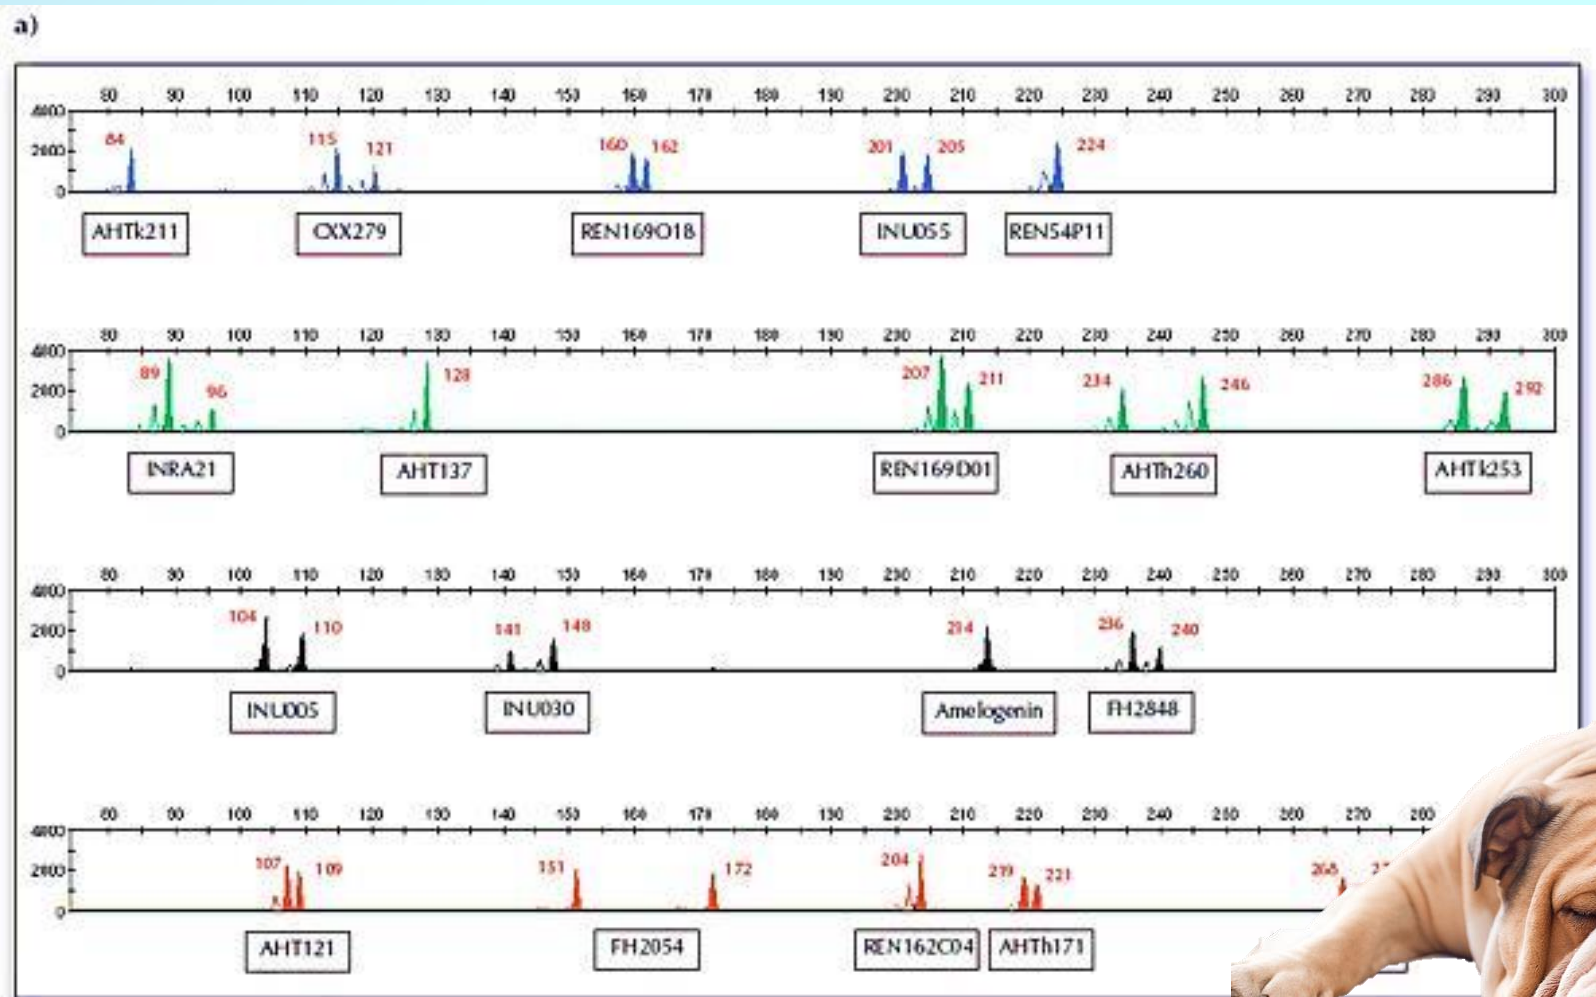 a)
80 90 100 110 120 130 140 150 160 170 180 190 200 210 220 230 240 250 260 270 280 290 300
4000
84 115 121 160 162 201 205 224
2000
0
AHTk211 CXX279 REN169O18 INU055 REN54P11
80 90 100 110 120 130 140 150 160 170 180 190 200 210 220 230 240 250 260 270 280 290 300
4000
89 96 128 207 211 234 246 286 292
2000
0
INRA21 AHT137 REN169D01 AHTh260 AHTk253
80 90 100 110 120 130 140 150 160 170 180 190 200 210 220 230 240 250 260 270 280 290 300
4000
104 110 141 148 214 236 240
2000
0
INU005 INU030 Amelogenin FH2848
80 90 100 110 120 130 140 150 160 170 180 190 200 210 220 230 240 250 260 270 280
4000
107 109 151 172 204 219 221 268
2000
0
AHT121 FH2054 REN162C04 AHTh171